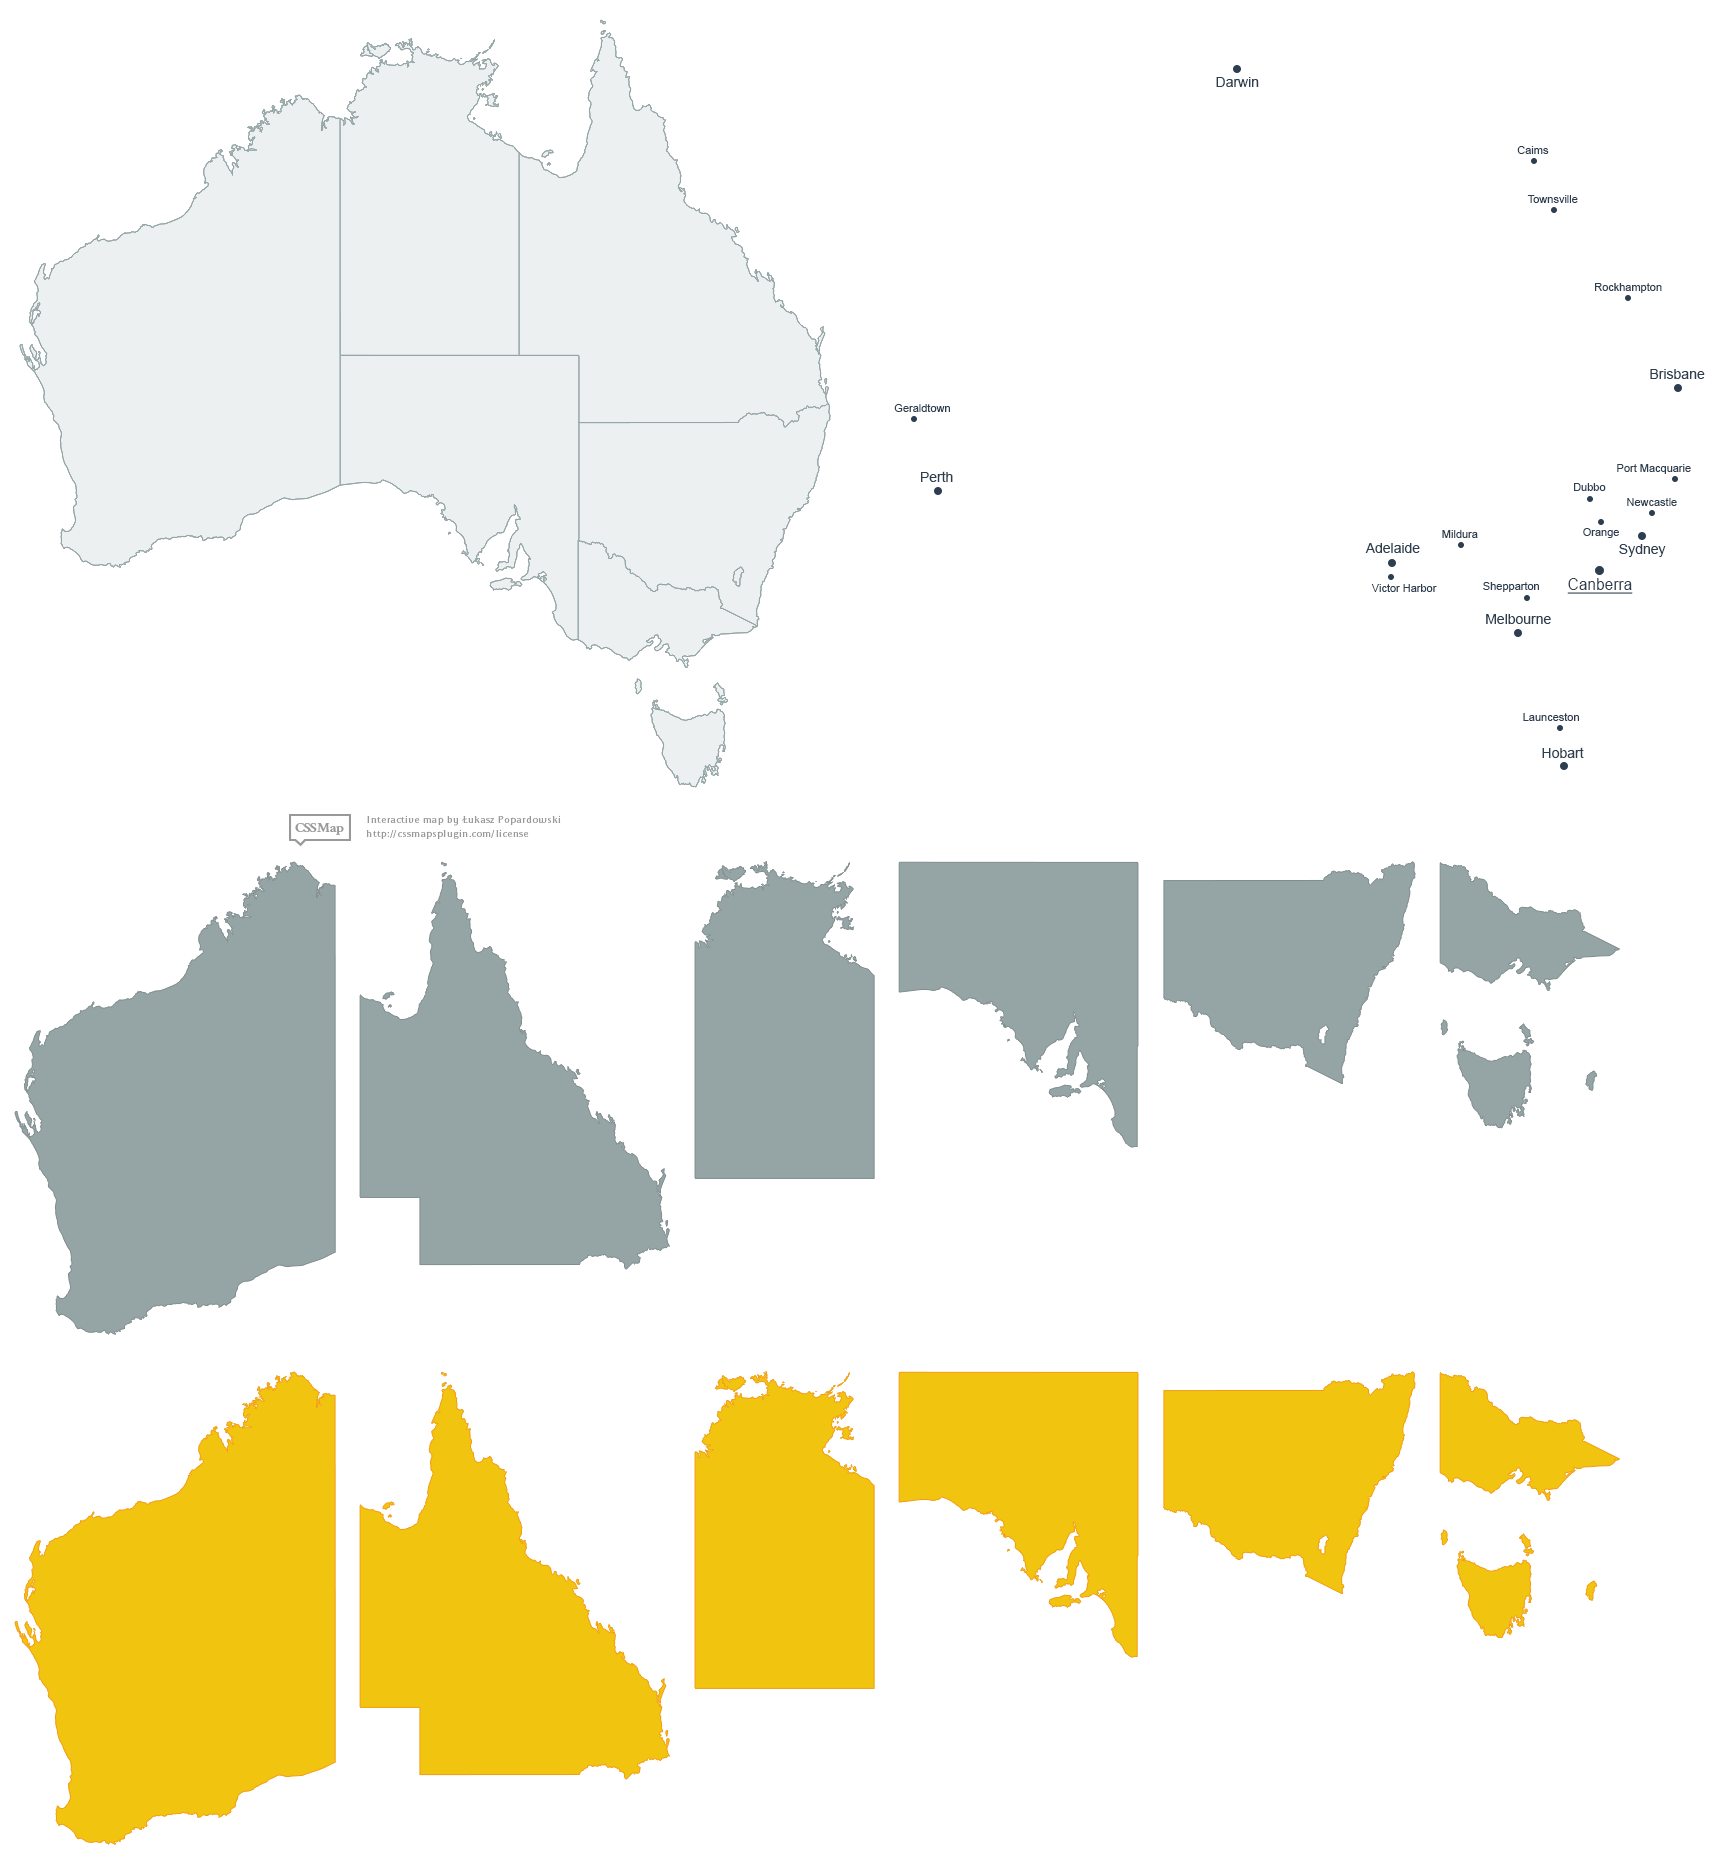 Darwin
Caims
Townsville
Rockhampton
Brisbane
Geraldtown
Port Macquarie
Perth
Dubbo
Newcastle
Orange
Mildura
Adelaide
Sydney
Canberra
Victor Harbor
Shepparton
Melbourne
Launceston
Hobart
CSSMap
Interactive map by Łukasz Popardowski
http://cssmapsplugin.com/license